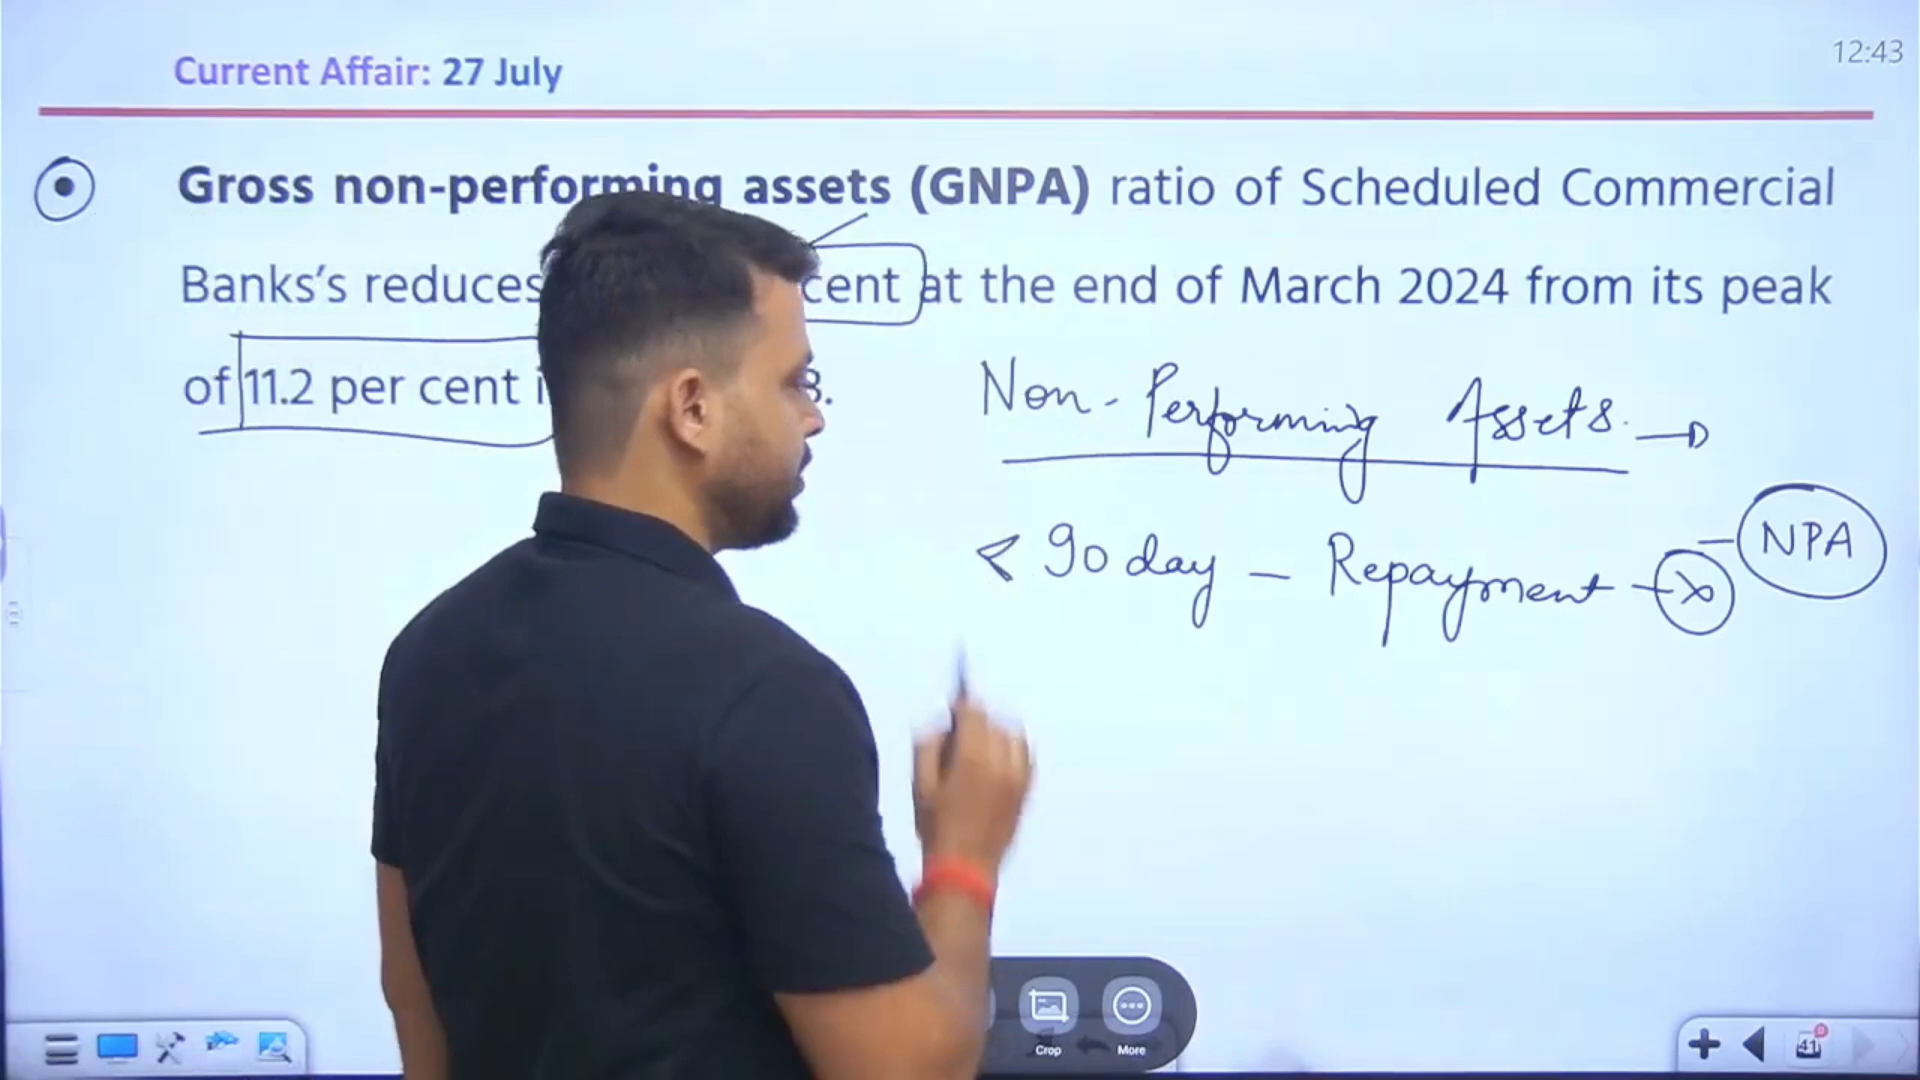 12:43
Current Affair: 27 July
Gross non-performing assets (GNPA) ratio of Scheduled Commercial
Banks's reduces cent at the end of March 2024 from its peak
of 11.2 per cent
Non-Performing Assets.
< 90 day - Repayment - x - NPA
Crop
More
41